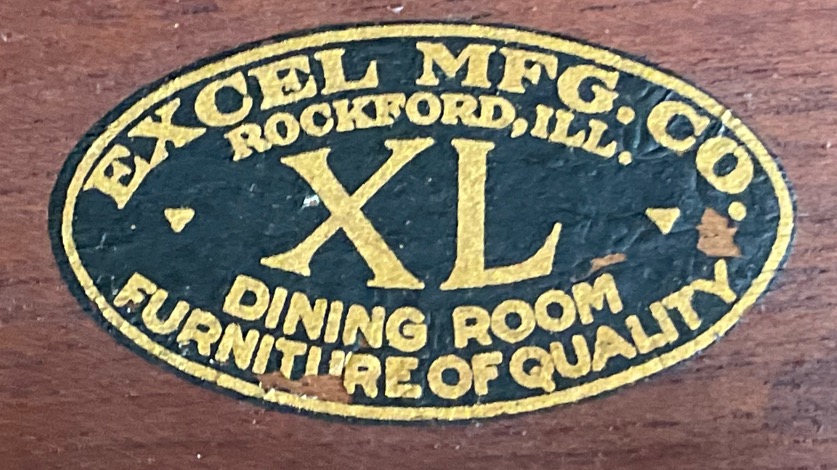 EXCEL MFG. CO.
ROCKFORD, ILL.
XL
DINING ROOM
FURNITURE OF QUALITY